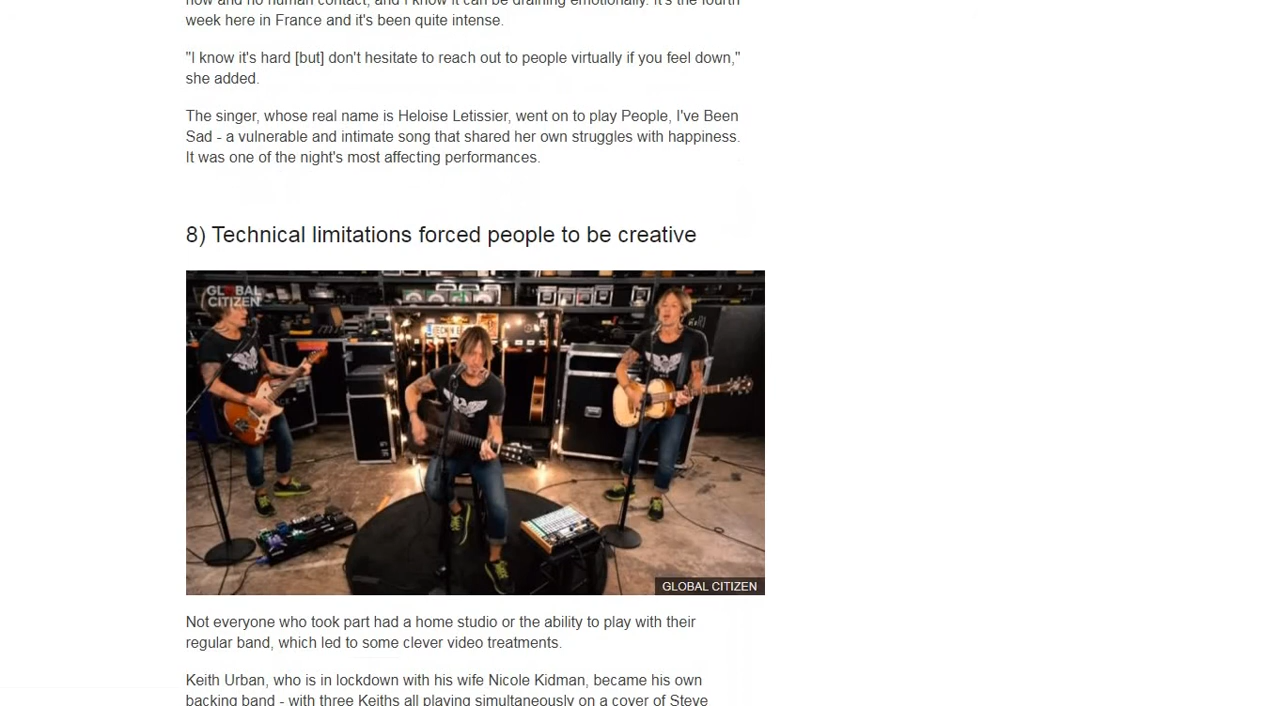 now and no human contact, and I know it can be draining emotionally. It's the fourth
week here in France and it's been quite intense.
"I know it's hard [but] don't hesitate to reach out to people virtually if you feel down,"
she added.
The singer, whose real name is Heloise Letissier, went on to play People, I've Been
Sad - a vulnerable and intimate song that shared her own struggles with happiness.
It was one of the night's most affecting performances.
8) Technical limitations forced people to be creative
GLOBAL
CITIZEN
GLOBAL CITIZEN
Not everyone who took part had a home studio or the ability to play with their
regular band, which led to some clever video treatments.
Keith Urban, who is in lockdown with his wife Nicole Kidman, became his own
backing band - with three Keiths all playing simultaneously on a cover of Steve